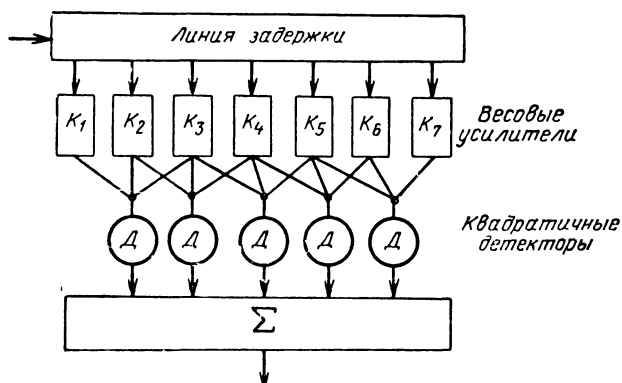 Линия задержки
K1 K2 K3 K4 K5 K6 K7
Весовые
усилители
Д Д Д Д Д
Квадратичные
детекторы
Σ